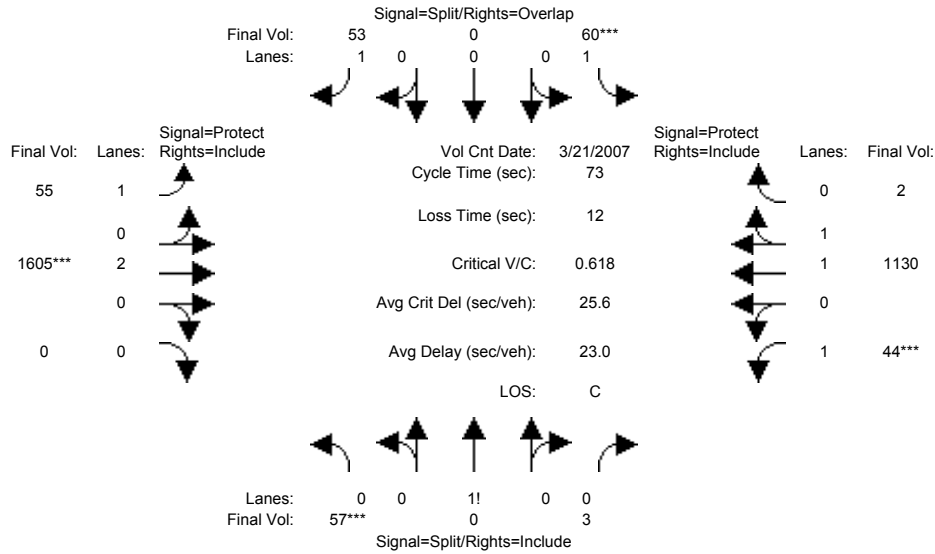 Signal=Split/Rights=Overlap
Final Vol: 53 0 60***
Lanes: 1 0 0 0 1
Signal=Protect Signal=Protect
Final Vol: Lanes: Rights=Include Vol Cnt Date: 3/21/2007 Rights=Include Lanes: Final Vol:
Cycle Time (sec): 73
55 1 0 2
Loss Time (sec): 12
0 1
1605*** 2 Critical V/C: 0.618 1 1130
0 Avg Crit Del (sec/veh): 25.6 0
0 0 Avg Delay (sec/veh): 23.0 1 44***
LOS: C
Lanes: 0 0 1! 0 0
Final Vol: 57*** 0 3
Signal=Split/Rights=Include